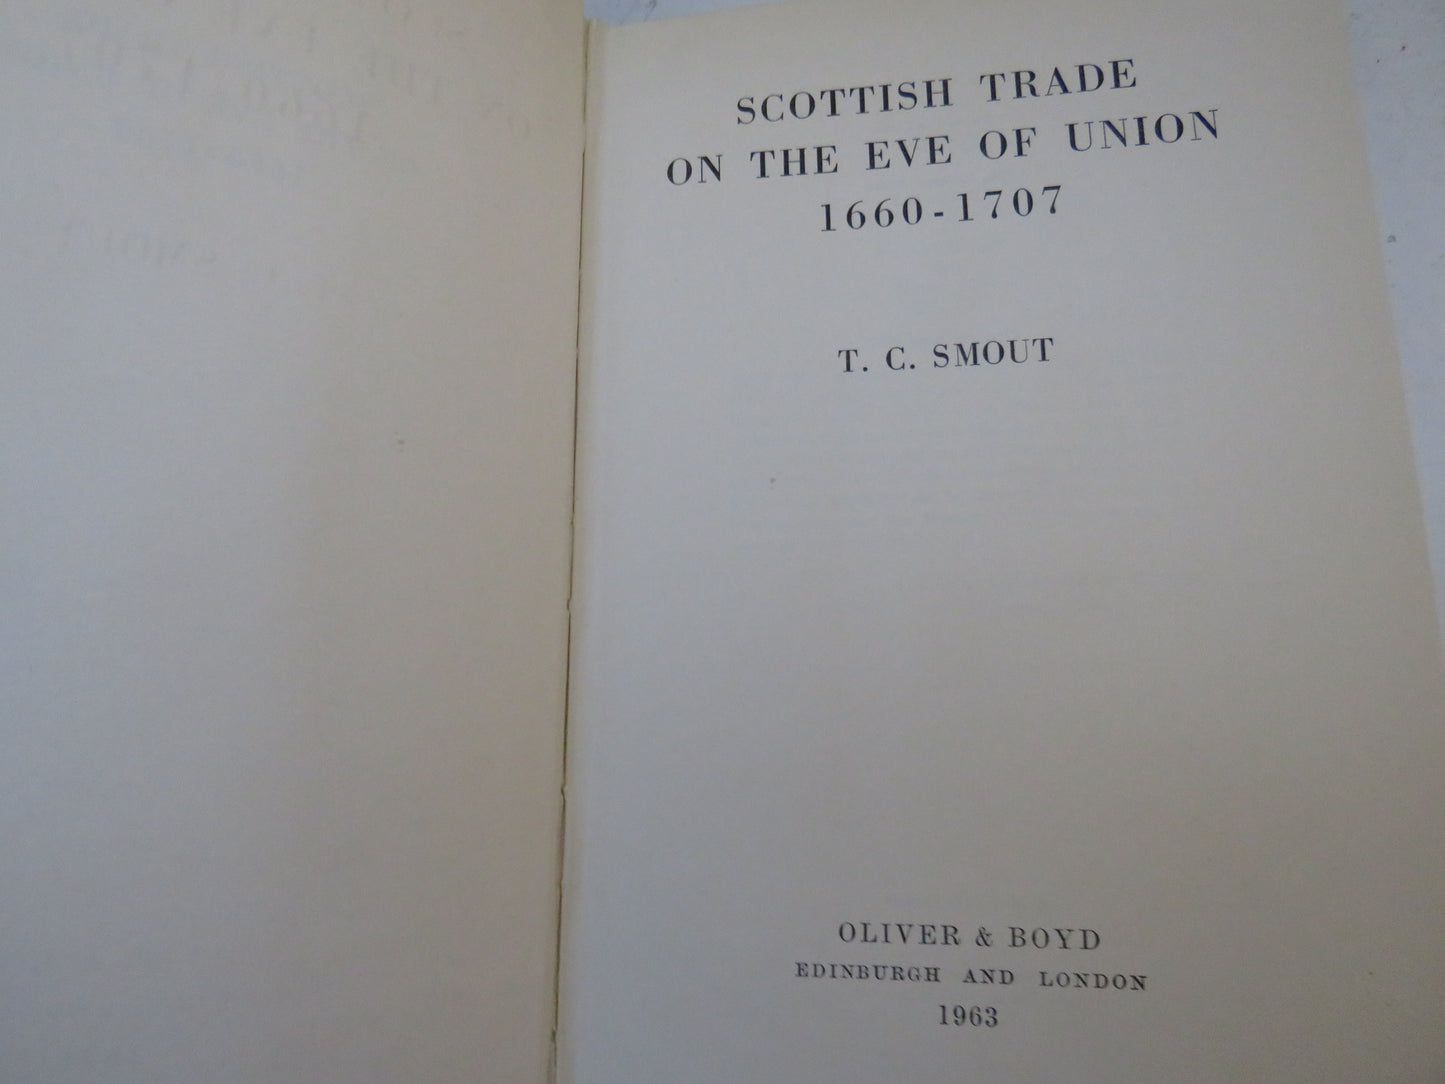 SCOTTISH TRADE
ON THE EVE OF UNION
1660-1707
T. C. SMOUT
OLIVER & BOYD
EDINBURGH AND LONDON
1963